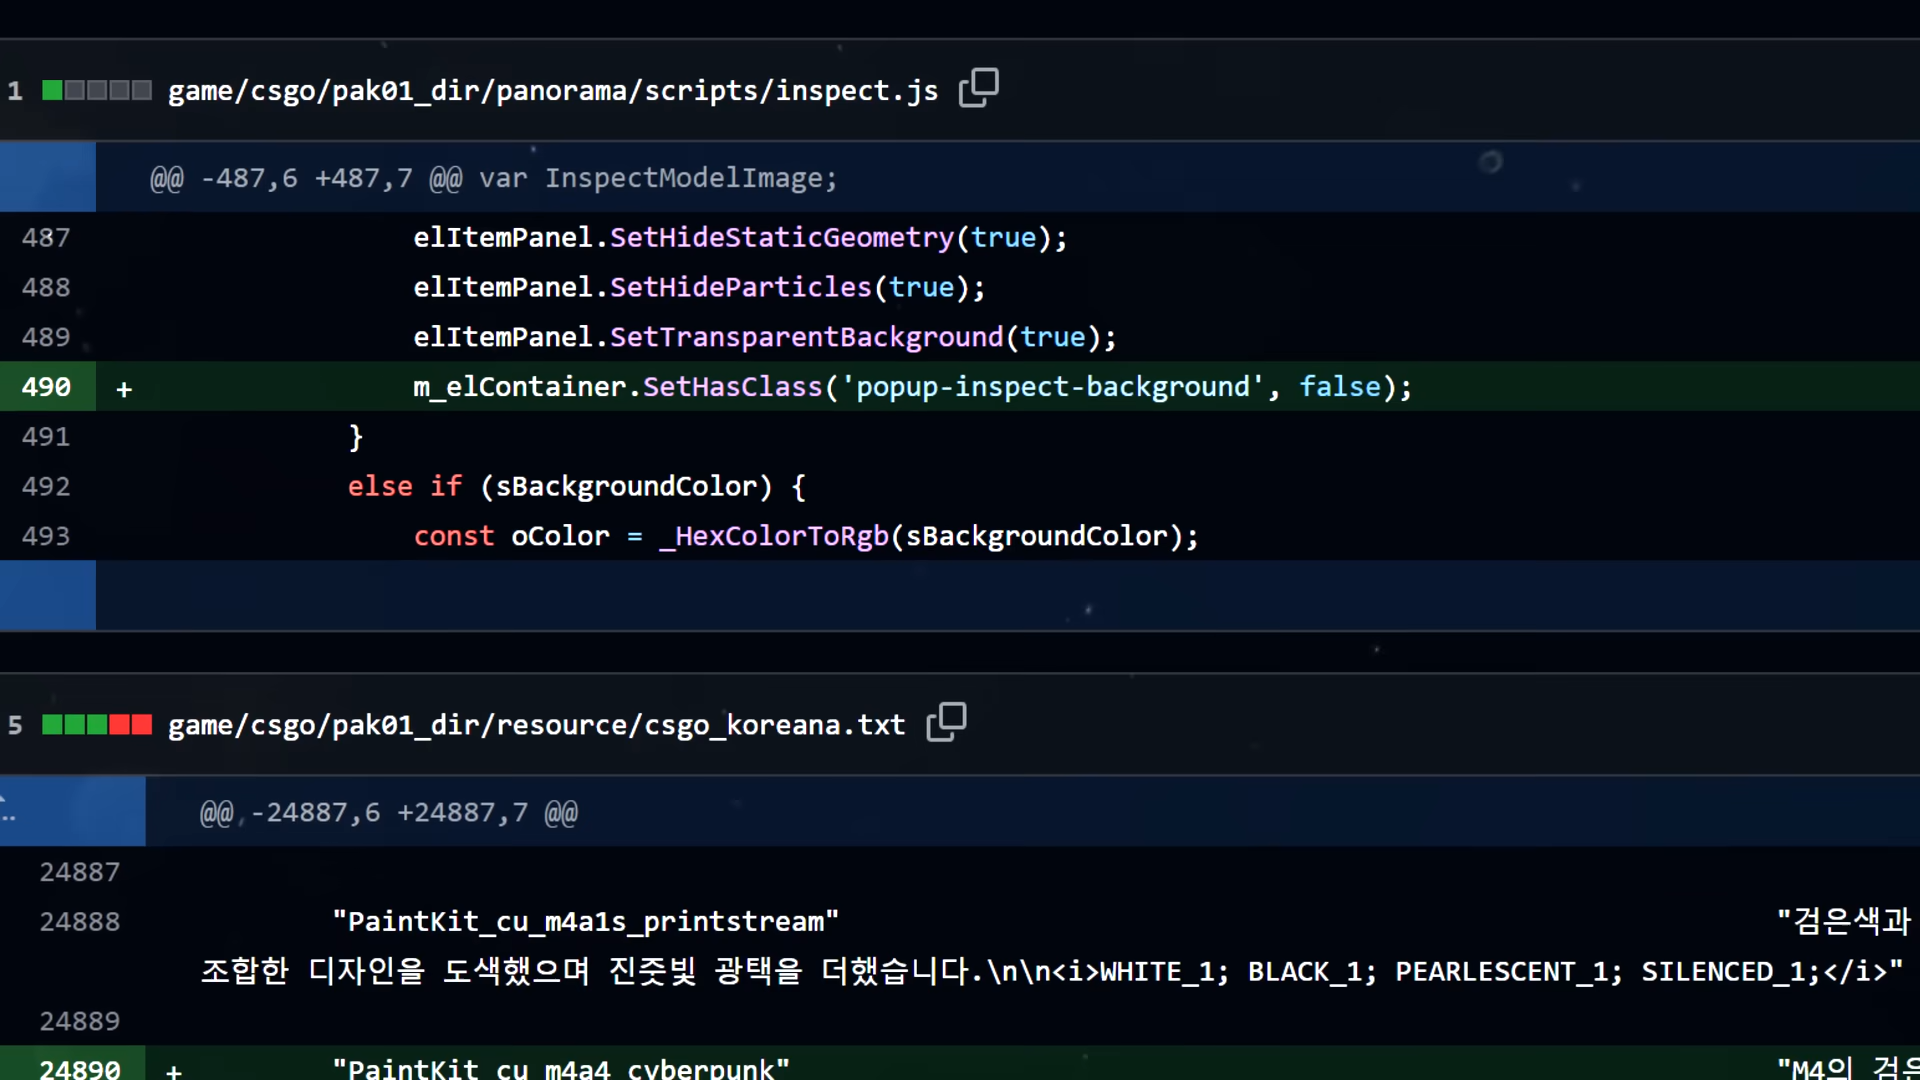 1 game/csgo/pak01_dir/panorama/scripts/inspect.js
@@ -487,6 +487,7 @@ var InspectModelImage;
487 elItemPanel.SetHideStaticGeometry(true);
488 elItemPanel.SetHideParticles(true);
489 elItemPanel.SetTransparentBackground(true);
490 + m_elContainer.SetHasClass('popup-inspect-background', false);
491 }
492 else if (sBackgroundColor) {
493 const oColor = _HexColorToRgb(sBackgroundColor);
5 game/csgo/pak01_dir/resource/csgo_koreana.txt
@@ -24887,6 +24887,7 @@
24887
24888 "PaintKit_cu_m4a1s_printstream" "검은색과
조합한 디자인을 도색했으며 진줏빛 광택을 더했습니다.\n\n<i>WHITE_1; BLACK_1; PEARLESCENT_1; SILENCED_1;</i>"
24889
24890 + "PaintKit_cu_m4a4_cyberpunk" "M4의 검은